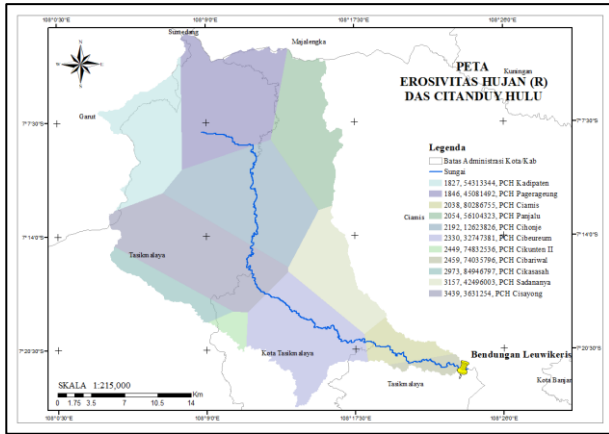 108°0'30"E 108°9'0"E 108°17'30"E 108°26'0"E
Sumedang
Majalengka
Kuningan
PETA
EROSIVITAS HUJAN (R)
DAS CITANDUY HULU
7°7'30"S 7°7'30"S
Garut
Legenda
Batas Administrasi Kota/Kab
Sungai
1827, 54313344, PCH Kadipaten
1846, 45081492, PCH Pagerageung
2038, 80286755, PCH Ciamis
2054, 56104323, PCH Panjalu
2192, 12623826, PCH Cihonje
2330, 32747381, PCH Cibeureum
2449, 74832536, PCH Cikunten II
2459, 74035796, PCH Cibariwal
2973, 84946797, PCH Cikasasah
3157, 42496003, PCH Sadananya
3439, 3631254, PCH Cisayong
Ciamis
7°14'0"S 7°14'0"S
Tasikmalaya
7°20'30"S 7°20'30"S
Kota Tasikmalaya
Bendungan Leuwikeris
Tasikmalaya
Kota Banjar
SKALA 1:215,000
Km
0 1.75 3.5 7 10.5 14
108°0'30"E 108°9'0"E 108°17'30"E 108°26'0"E